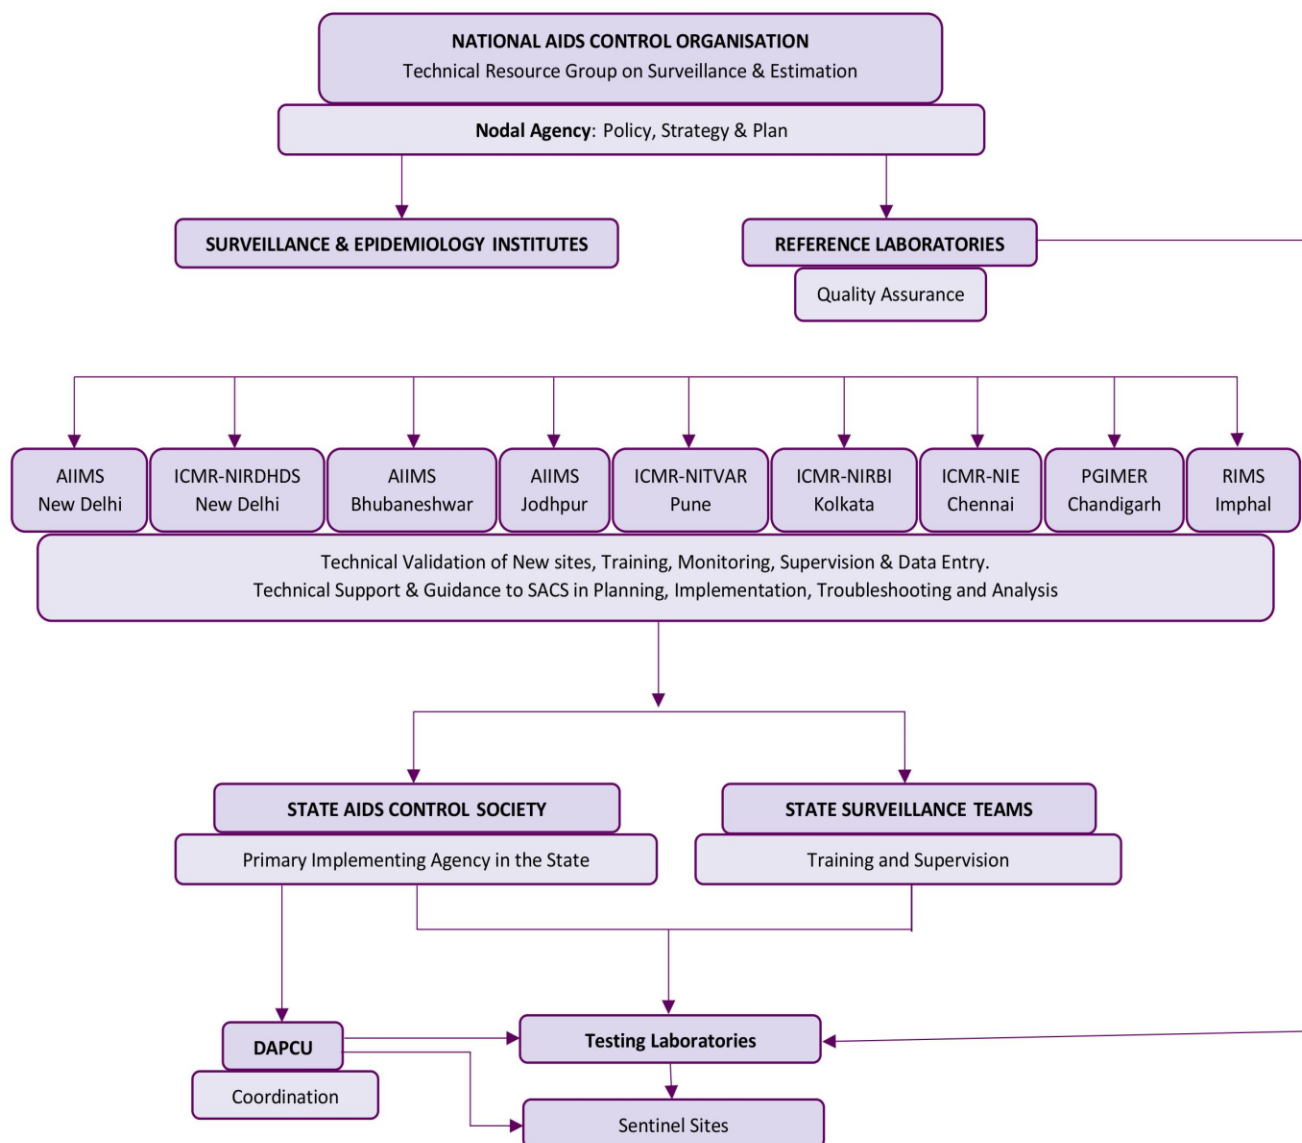 NATIONAL AIDS CONTROL ORGANISATION
Technical Resource Group on Surveillance & Estimation
Nodal Agency: Policy, Strategy & Plan
SURVEILLANCE & EPIDEMIOLOGY INSTITUTES
REFERENCE LABORATORIES
Quality Assurance
AIIMS
New Delhi
ICMR-NIRDHDS
New Delhi
AIIMS
Bhubaneshwar
AIIMS
Jodhpur
ICMR-NITVAR
Pune
ICMR-NIRBI
Kolkata
ICMR-NIE
Chennai
PGIMER
Chandigarh
RIMS
Imphal
Technical Validation of New sites, Training, Monitoring, Supervision & Data Entry.
Technical Support & Guidance to SACS in Planning, Implementation, Troubleshooting and Analysis
STATE AIDS CONTROL SOCIETY
Primary Implementing Agency in the State
STATE SURVEILLANCE TEAMS
Training and Supervision
DAPCU
Coordination
Testing Laboratories
Sentinel Sites